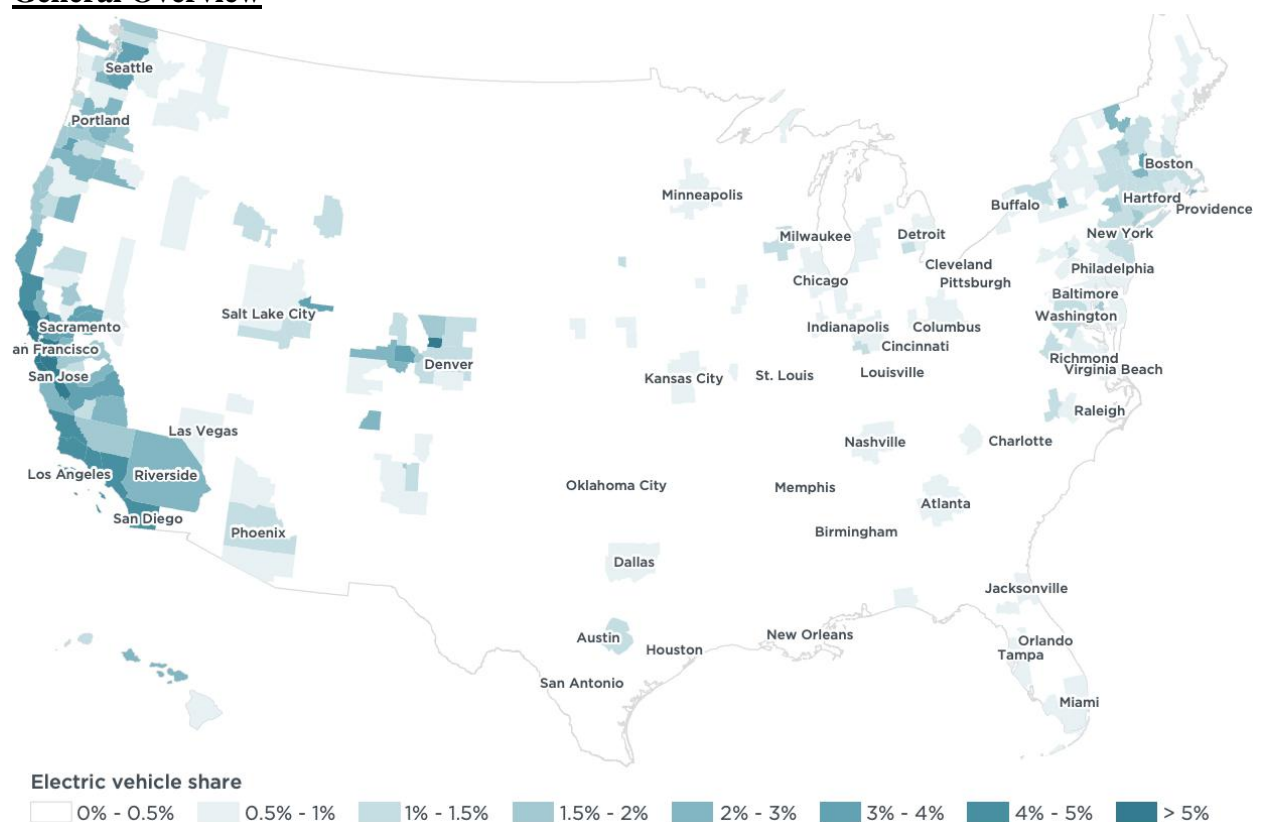 General Overview
Seattle
Portland
Minneapolis
Boston
Buffalo
Hartford
Providence
Milwaukee
Detroit
New York
Cleveland
Philadelphia
Chicago
Pittsburgh
Baltimore
Salt Lake City
Washington
Sacramento
Indianapolis
Columbus
an Francisco
Cincinnati
Denver
Richmond
San Jose
Kansas City
St. Louis
Louisville
Virginia Beach
Raleigh
Las Vegas
Nashville
Charlotte
Los Angeles
Riverside
Oklahoma City
Memphis
Atlanta
San Diego
Phoenix
Birmingham
Dallas
Jacksonville
Austin
Houston
New Orleans
Orlando
Tampa
San Antonio
Miami
Electric vehicle share
0% - 0.5% 0.5% - 1% 1% - 1.5% 1.5% - 2% 2% - 3% 3% - 4% 4% - 5% > 5%